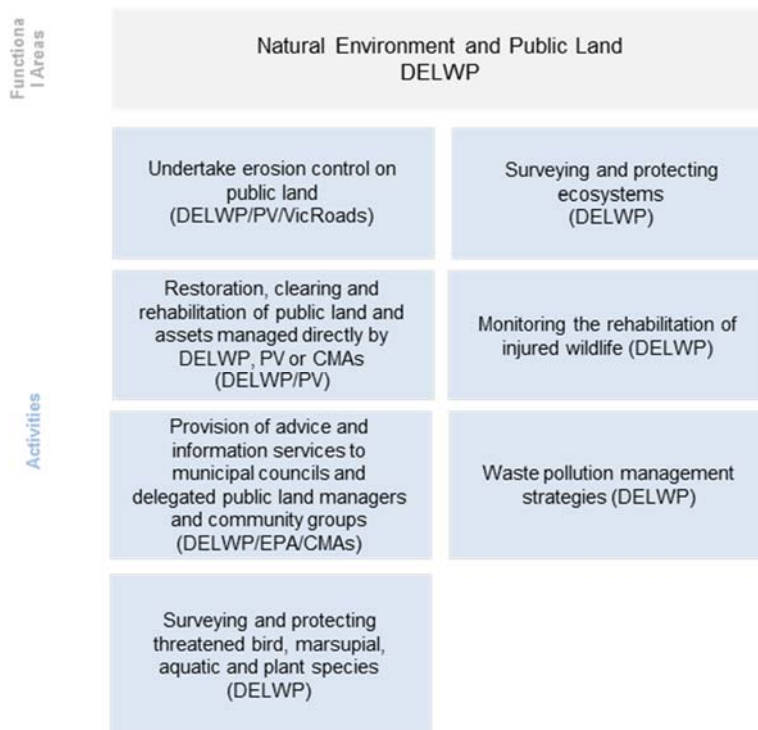 Functiona
l Areas
Natural Environment and Public Land
DELWP
Activities
Undertake erosion control on
public land
(DELWP/PV/VicRoads)
Surveying and protecting
ecosystems
(DELWP)
Restoration, clearing and
rehabilitation of public land and
assets managed directly by
DELWP, PV or CMAs
(DELWP/PV)
Monitoring the rehabilitation of
injured wildlife (DELWP)
Provision of advice and
information services to
municipal councils and
delegated public land managers
and community groups
(DELWP/EPA/CMAs)
Waste pollution management
strategies (DELWP)
Surveying and protecting
threatened bird, marsupial,
aquatic and plant species
(DELWP)